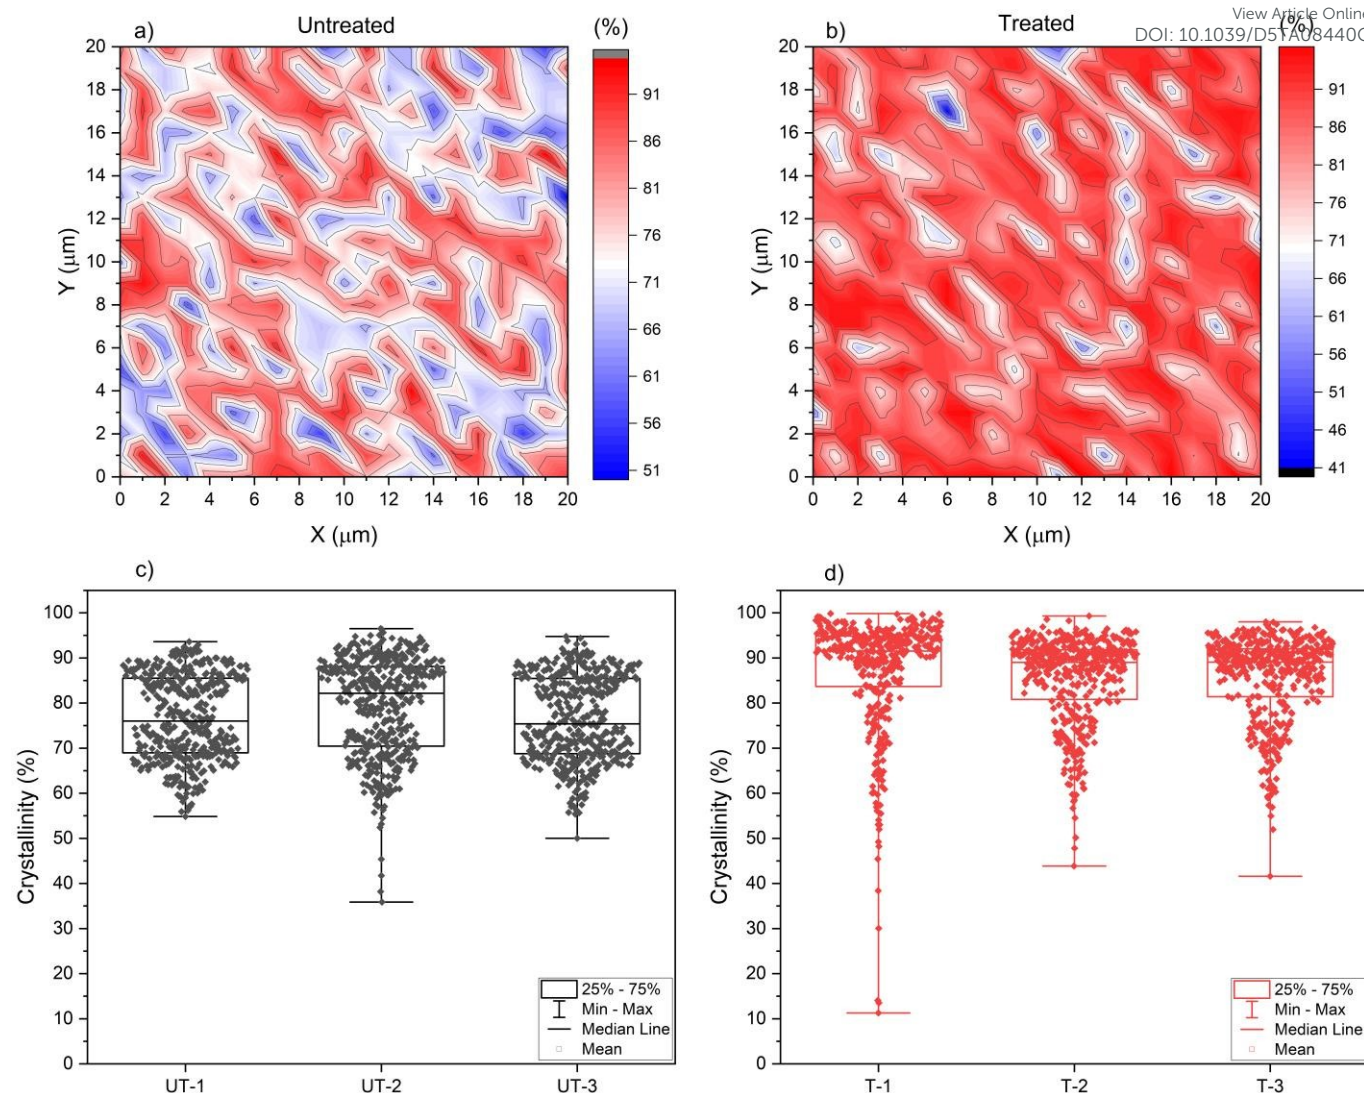 View Article Online
DOI: 10.1039/D5TA08440C
a) Untreated (%)
20
18
16
14
12
10
8
6
4
2
0
Y (μm)
0 2 4 6 8 10 12 14 16 18 20
X (μm)
91
86
81
76
71
66
61
56
51
b) Treated (%)
20
18
16
14
12
10
8
6
4
2
0
Y (μm)
0 2 4 6 8 10 12 14 16 18 20
X (μm)
91
86
81
76
71
66
61
56
51
46
41
c)
100
90
80
70
60
50
40
30
20
10
0
Crystallinity (%)
UT-1 UT-2 UT-3
25% - 75%
Min - Max
Median Line
Mean
d)
100
90
80
70
60
50
40
30
20
10
0
Crystallinity (%)
T-1 T-2 T-3
25% - 75%
Min - Max
Median Line
Mean